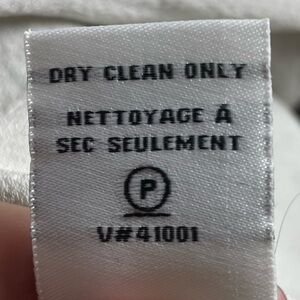 DRY CLEAN ONLY
NETTOYAGE À
SEC SEULEMENT
P
V#41001